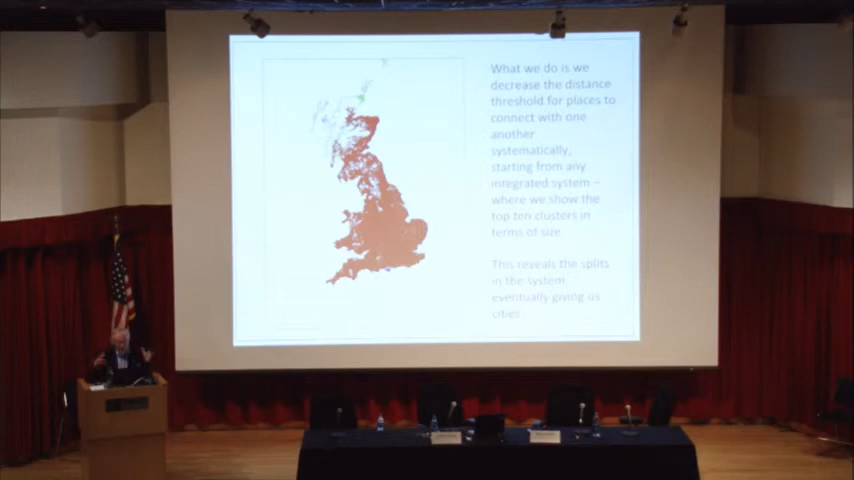 What we do is we
decrease the distance
threshold for places to
connect with one
another
systematically,
starting from any
integrated system –
where we show the
top ten clusters in
terms of size
This reveals the splits
in the system
eventually giving us
cities